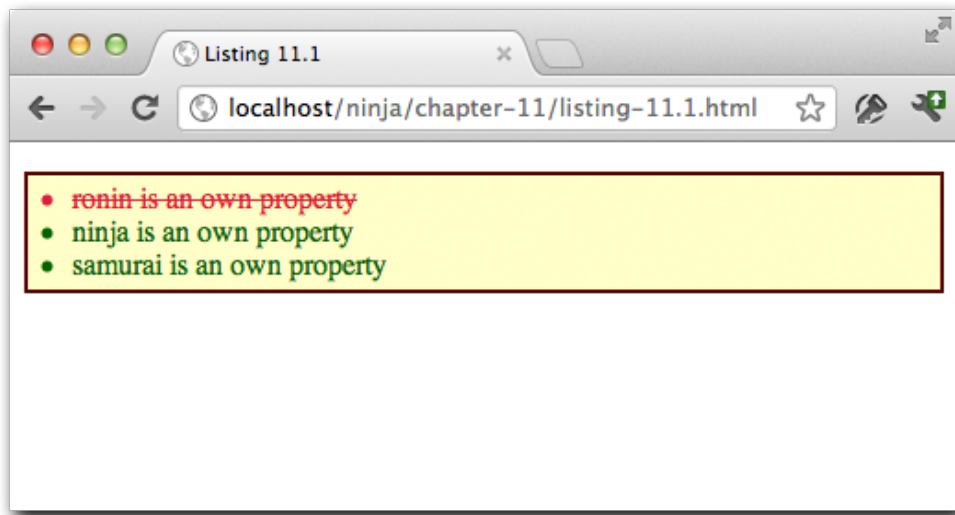 Listing 11.1
localhost/ninja/chapter-11/listing-11.1.html
ronin is an own property
ninja is an own property
samurai is an own property